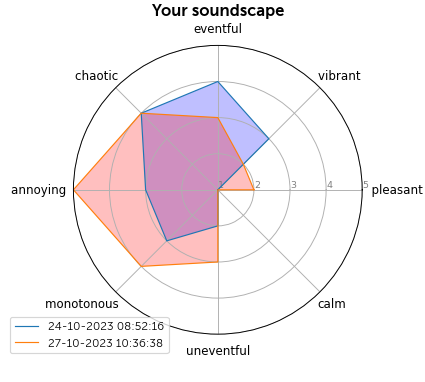 Your soundscape
eventful
chaotic
vibrant
annoying
1
2
3
4
5
pleasant
monotonous
calm
24-10-2023 08:52:16
27-10-2023 10:36:38
uneventful